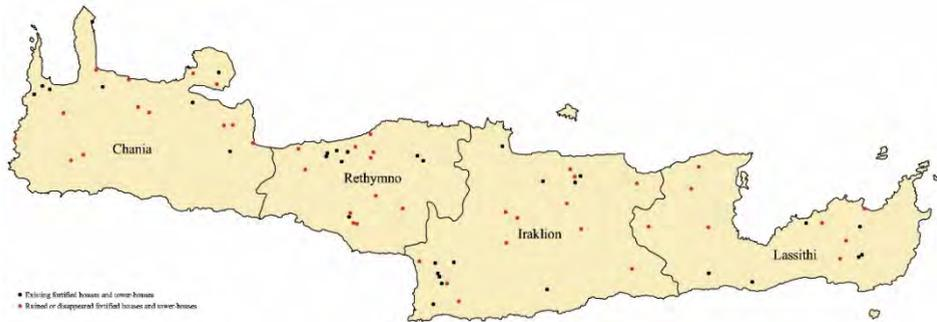 Chania
Rethymno
Iraklion
Lassithi
Existing fortified houses and tower-houses
Ruined or disappeared fortified houses and tower-houses